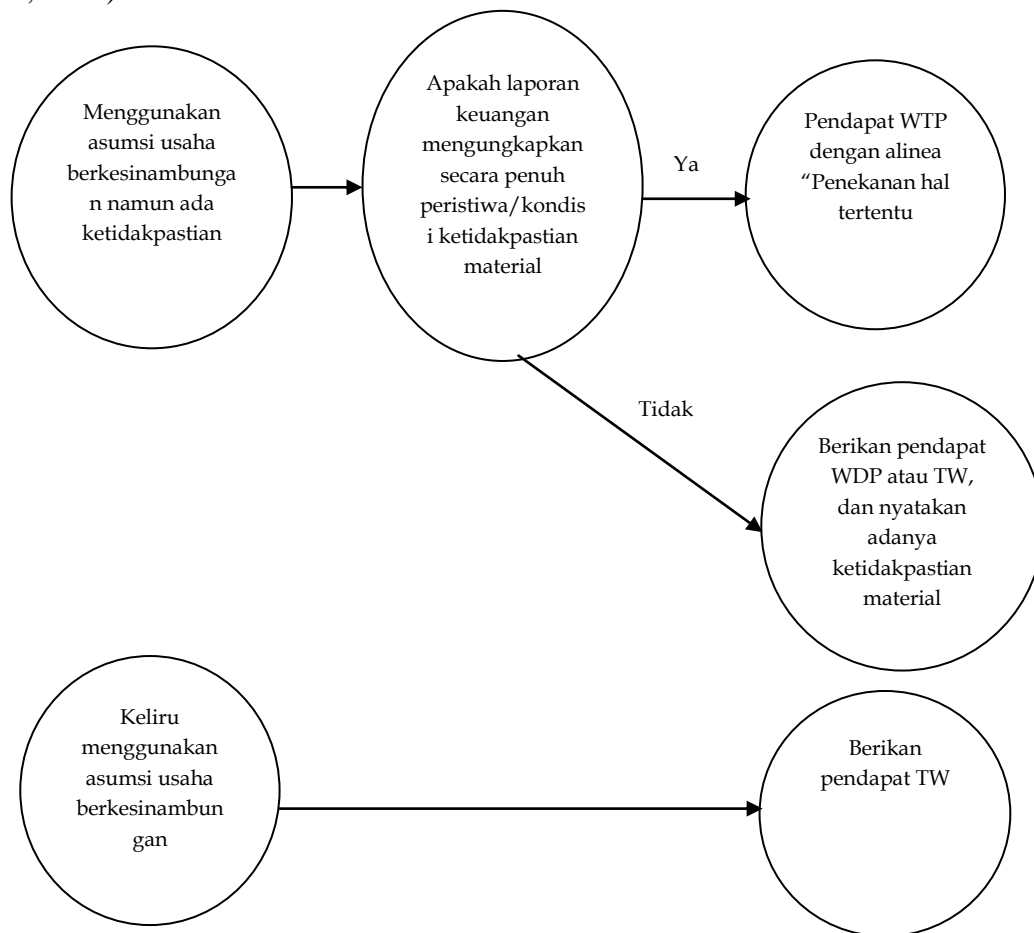 Menggunakan
asumsi usaha
berkesinambunga
n namun ada
ketidakpastian
Apakah laporan
keuangan
mengungkapkan
secara penuh
peristiwa/kondis
i ketidakpastian
material
Ya
Pendapat WTP
dengan alinea
“Penekanan hal
tertentu
Tidak
Berikan pendapat
WDP atau TW,
dan nyatakan
adanya
ketidakpastian
material
Keliru
menggunakan
asumsi usaha
berkesinambun
gan
Berikan
pendapat TW